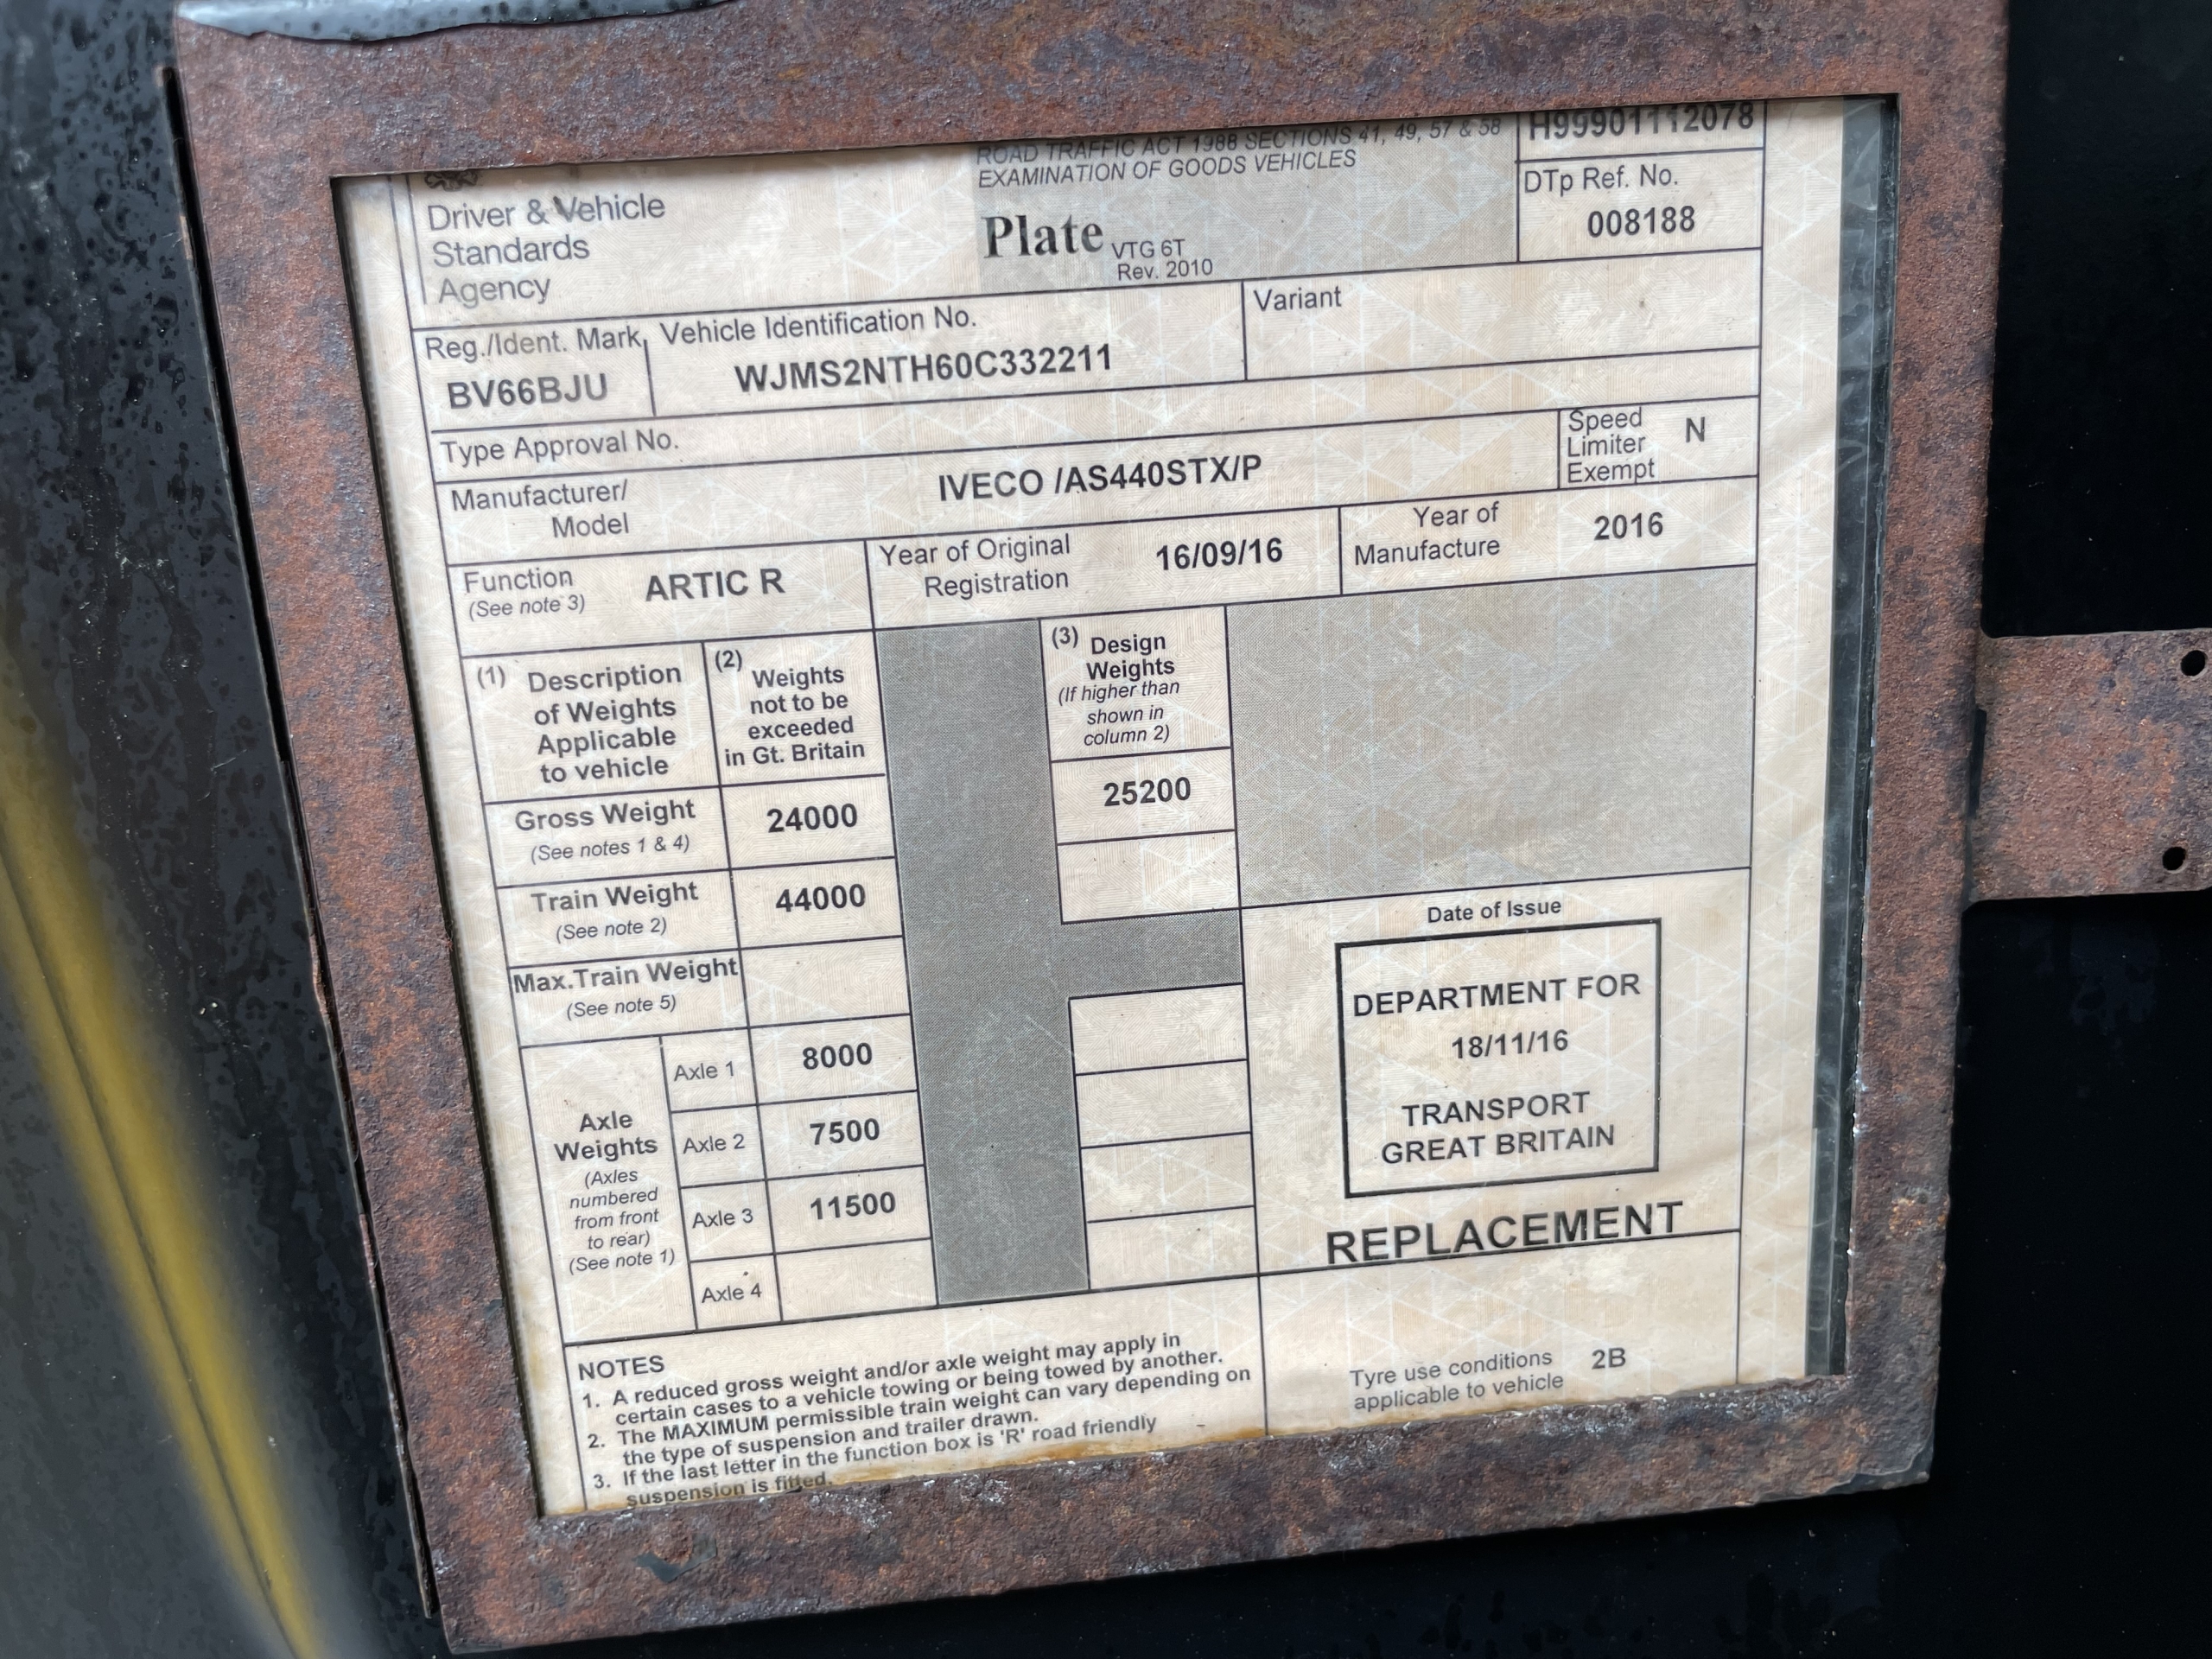 ROAD TRAFFIC ACT 1988 SECTIONS 41, 49, 57 & 58
EXAMINATION OF GOODS VEHICLES
H99901112078
Driver & Vehicle
Standards
Agency
Plate VTG 6T
Rev. 2010
DTp Ref. No.
008188
Reg./Ident. Mark
BV66BJU
Vehicle Identification No.
WJMS2NTH60C332211
Variant
Type Approval No.
Manufacturer/
Model
IVECO /AS440STX/P
Speed
Limiter
Exempt
N
Function
(See note 3)
ARTIC R
Year of Original
Registration
16/09/16
Year of
Manufacture
2016
(1) Description
of Weights
Applicable
to vehicle
(2) Weights
not to be
exceeded
in Gt. Britain
(3) Design
Weights
(If higher than
shown in
column 2)
Gross Weight
(See notes 1 & 4)
24000
25200
Train Weight
(See note 2)
44000
Max.Train Weight
(See note 5)
Axle
Weights
(Axles
numbered
from front
to rear)
(See note 1)
Axle 1
8000
Axle 2
7500
Axle 3
11500
Axle 4
Date of Issue
DEPARTMENT FOR
18/11/16
TRANSPORT
GREAT BRITAIN
REPLACEMENT
NOTES
1. A reduced gross weight and/or axle weight may apply in
certain cases to a vehicle towing or being towed by another.
2. The MAXIMUM permissible train weight can vary depending on
the type of suspension and trailer drawn.
3. If the last letter in the function box is 'R' road friendly
suspension is fitted.
Tyre use conditions
applicable to vehicle
2B